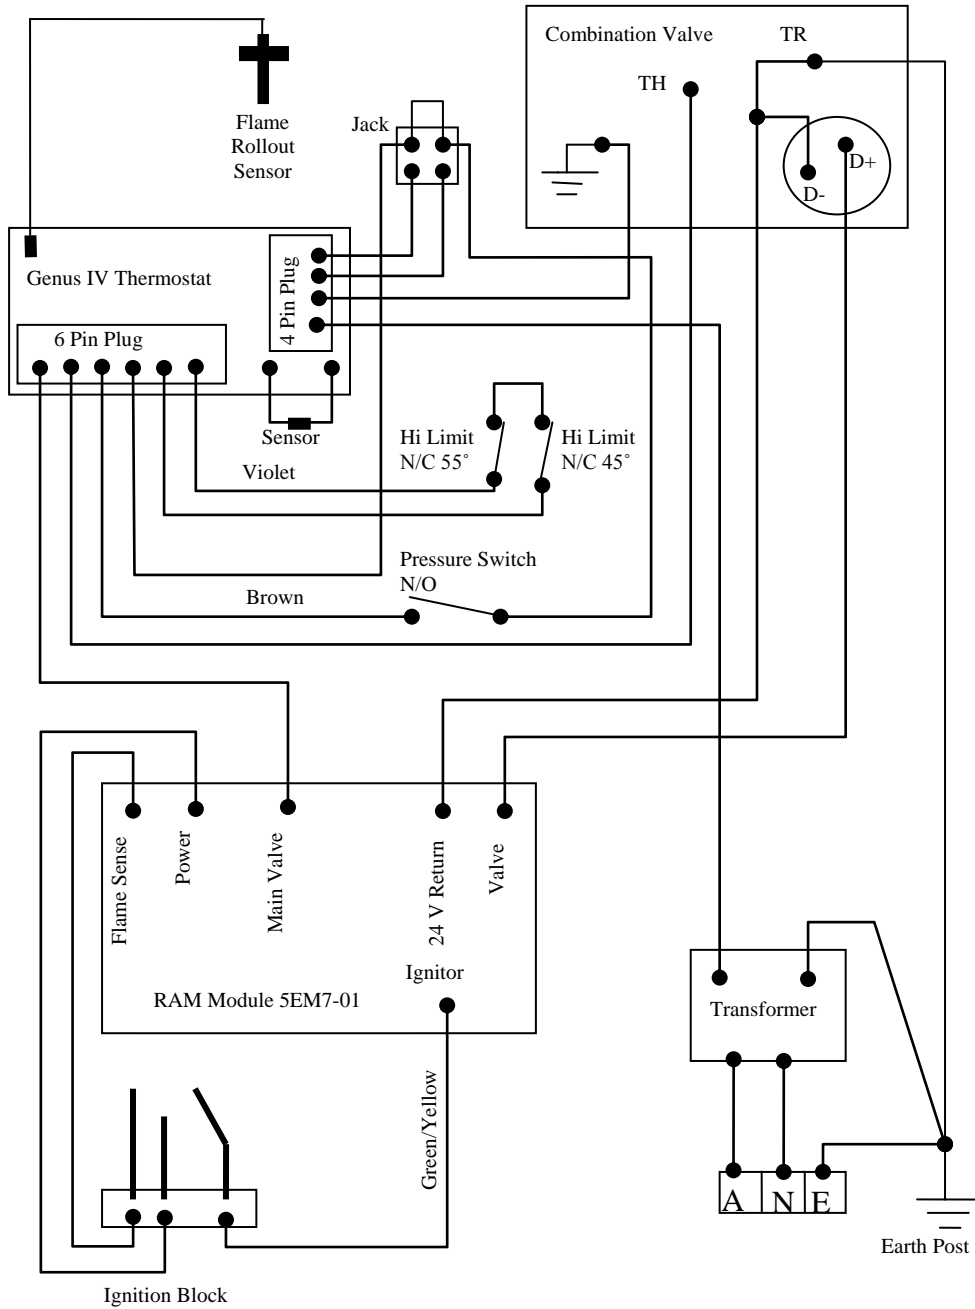 Combination Valve
TR
TH
D+
D-
Flame
Rollout
Sensor
Jack
Genus IV Thermostat
4 Pin Plug
6 Pin Plug
Sensor
Violet
Hi Limit
N/C 55˚
Hi Limit
N/C 45˚
Pressure Switch
N/O
Brown
Flame Sense
Power
Main Valve
24 V Return
Valve
Ignitor
RAM Module 5EM7-01
Transformer
Green/Yellow
A N E
Earth Post
Ignition Block